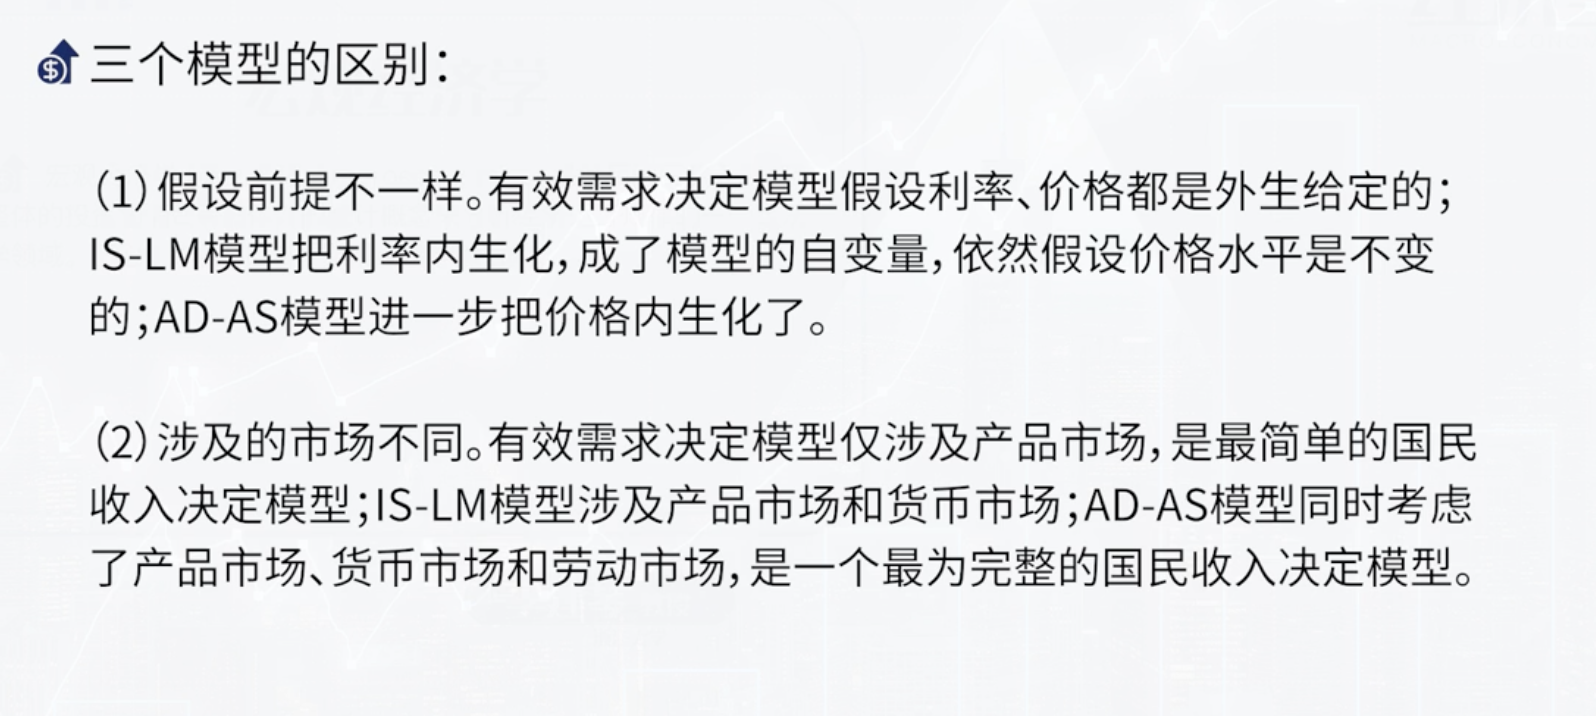 三个模型的区别：
（1）假设前提不一样。有效需求决定模型假设利率、价格都是外生给定的；
IS-LM模型把利率内生化，成了模型的自变量，依然假设价格水平是不变
的；AD-AS模型进一步把价格内生化了。
（2）涉及的市场不同。有效需求决定模型仅涉及产品市场，是最简单的国民
收入决定模型；IS-LM模型涉及产品市场和货币市场；AD-AS模型同时考虑
了产品市场、货币市场和劳动市场，是一个最为完整的国民收入决定模型。